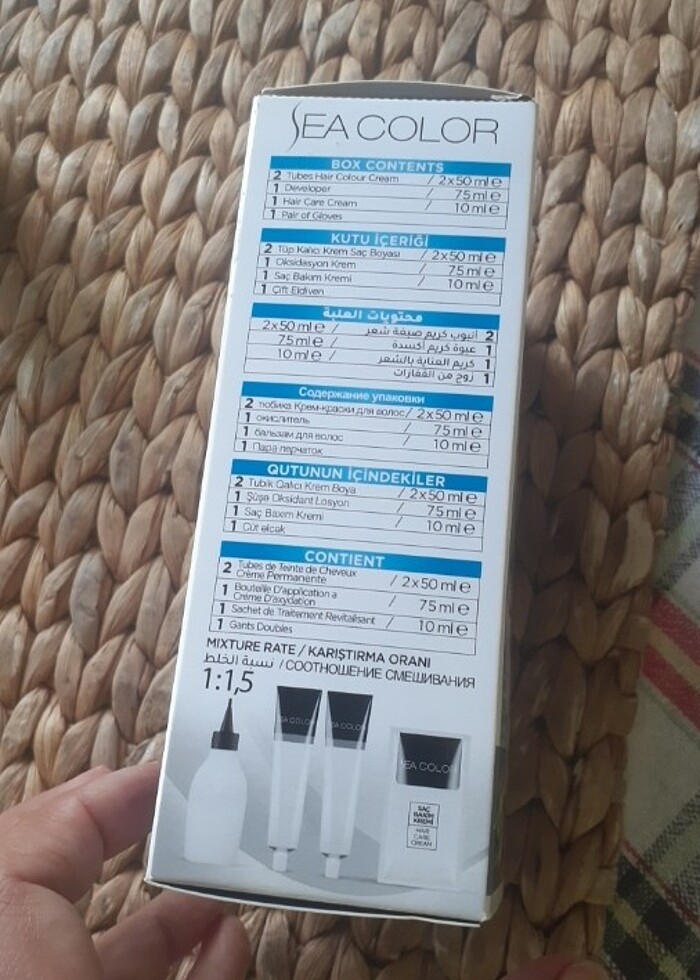 SEA COLOR
BOX CONTENTS
2 Tubes Hair Colour Cream / 2x50 ml e
1 Developer / 75 ml e
1 Hair Care Cream / 10 ml e
1 Pair of Gloves
KUTU İÇERİĞİ
2 Tüp Kalıcı Krem Saç Boyası / 2x50 ml e
1 Oksidasyon Krem / 75 ml e
1 Saç Bakım Kremi / 10 ml e
1 Çift Eldiven
محتويات العلبة
2 أنبوب كريم صبغة شعر / 2x50 ml e
1 عبوة كريم أكسدة / 75 ml e
1 كريم العناية بالشعر / 10 ml e
1 زوج من القفازات
Содержание упаковки
2 тюбика Крем-краски для волос / 2x50 ml e
1 окислитель / 75 ml e
1 бальзам для волос / 10 ml e
1 Пара перчаток
QUTUNUN İÇİNDƏKİLER
2 Tubik Qalıcı Krem Boya / 2x50 ml e
1 Şüşə Oksidant Losyon / 75 ml e
1 Saç Baxım Kremi / 10 ml e
1 Cüt əlcək
CONTIENT
2 Tubes de Teinte de Cheveux
Crème Permanente / 2x50 ml e
1 Bouteille D'application a
Crème D'axydation / 75 ml e
1 Sachet de Traitement Revitalisant / 10 ml e
1 Gants Doubles
MIXTURE RATE / KARIŞTIRMA ORANI
نسبة الخلط / СООТНОШЕНИЕ СМЕШИВАНИЯ
1:1,5
SEA COLOR
SEA COLOR
SEA COLOR
SAÇ
BAKIM
KREMİ
HAIR
CARE
CREAM